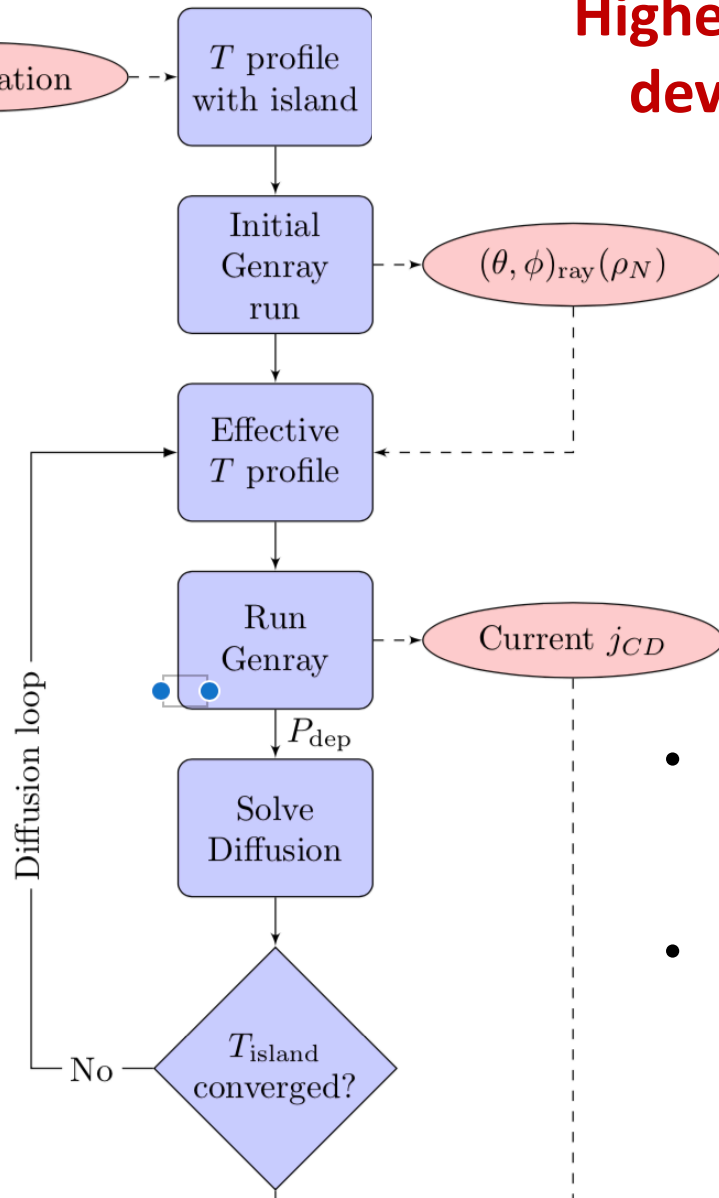 Highe
dev
ation
T profile
with island
Initial
Genray
run
(θ, ϕ)ray(ρN)
Effective
T profile
Run
Genray
Current jCD
Pdep
Diffusion loop
Solve
Diffusion
Tisland
converged?
No